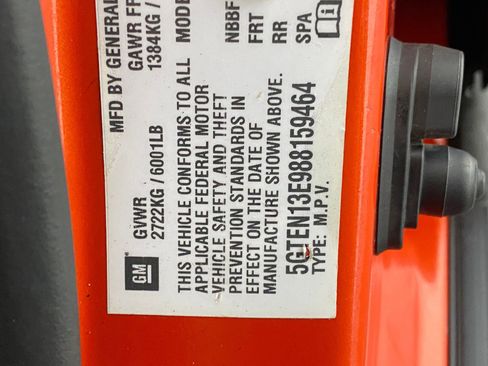 MFD BY GENERAL
GAWR FR
1384KG /
GVWR
2722KG / 6001LB
THIS VEHICLE CONFORMS TO ALL
APPLICABLE FEDERAL MOTOR
VEHICLE SAFETY AND THEFT
PREVENTION STANDARDS IN
EFFECT ON THE DATE OF
MANUFACTURE SHOWN ABOVE.
5GTEN13E988159464
TYPE: M.P.V.
GM
MODE
NBBF
FRT
RR
SPA